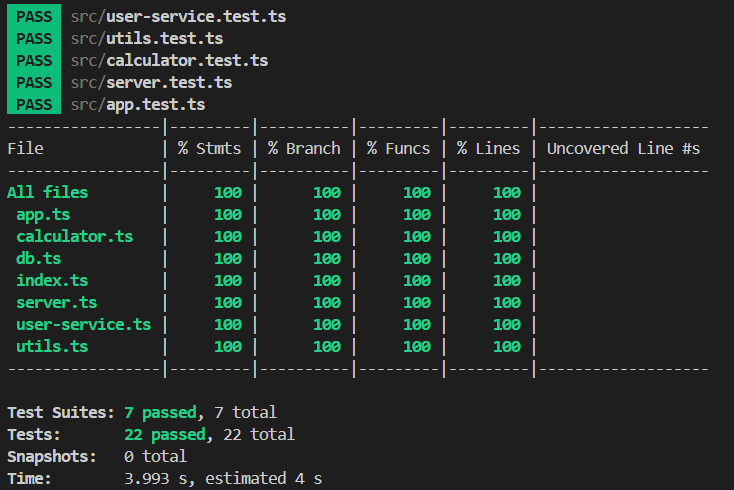 PASS src/user-service.test.ts
PASS src/utils.test.ts
PASS src/calculator.test.ts
PASS src/server.test.ts
PASS src/app.test.ts
-----------------|---------|----------|---------|---------|-------------------
File             | % Stmts | % Branch | % Funcs | % Lines | Uncovered Line #s
-----------------|---------|----------|---------|---------|-------------------
All files        |     100 |      100 |     100 |     100 |
 app.ts          |     100 |      100 |     100 |     100 |
 calculator.ts   |     100 |      100 |     100 |     100 |
 db.ts           |     100 |      100 |     100 |     100 |
 index.ts        |     100 |      100 |     100 |     100 |
 server.ts       |     100 |      100 |     100 |     100 |
 user-service.ts |     100 |      100 |     100 |     100 |
 utils.ts        |     100 |      100 |     100 |     100 |
-----------------|---------|----------|---------|---------|-------------------
Test Suites: 7 passed, 7 total
Tests:       22 passed, 22 total
Snapshots:   0 total
Time:        3.993 s, estimated 4 s